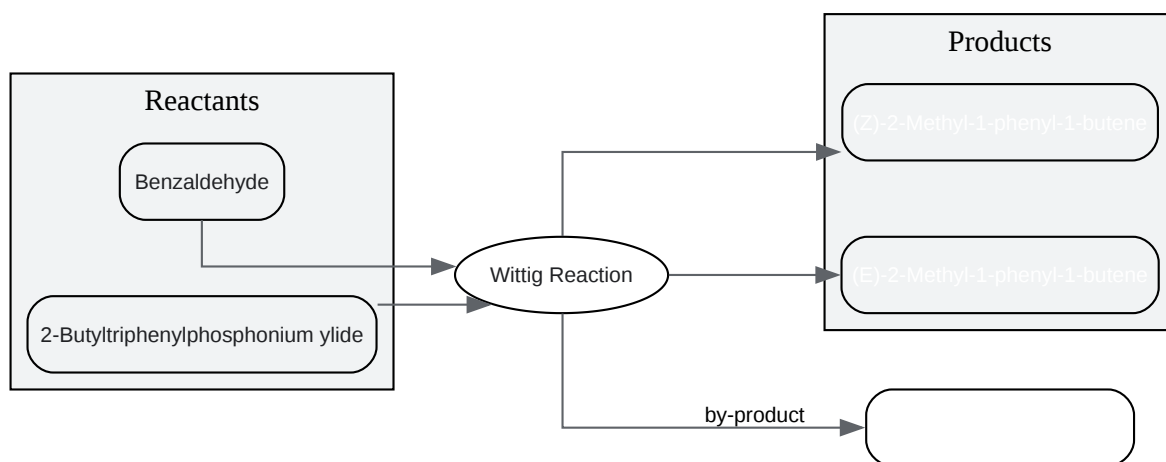 Products
Reactants
(Z)-2-Methyl-1-phenyl-1-butene
Benzaldehyde
Wittig Reaction
(E)-2-Methyl-1-phenyl-1-butene
2-Butyltriphenylphosphonium ylide
by-product